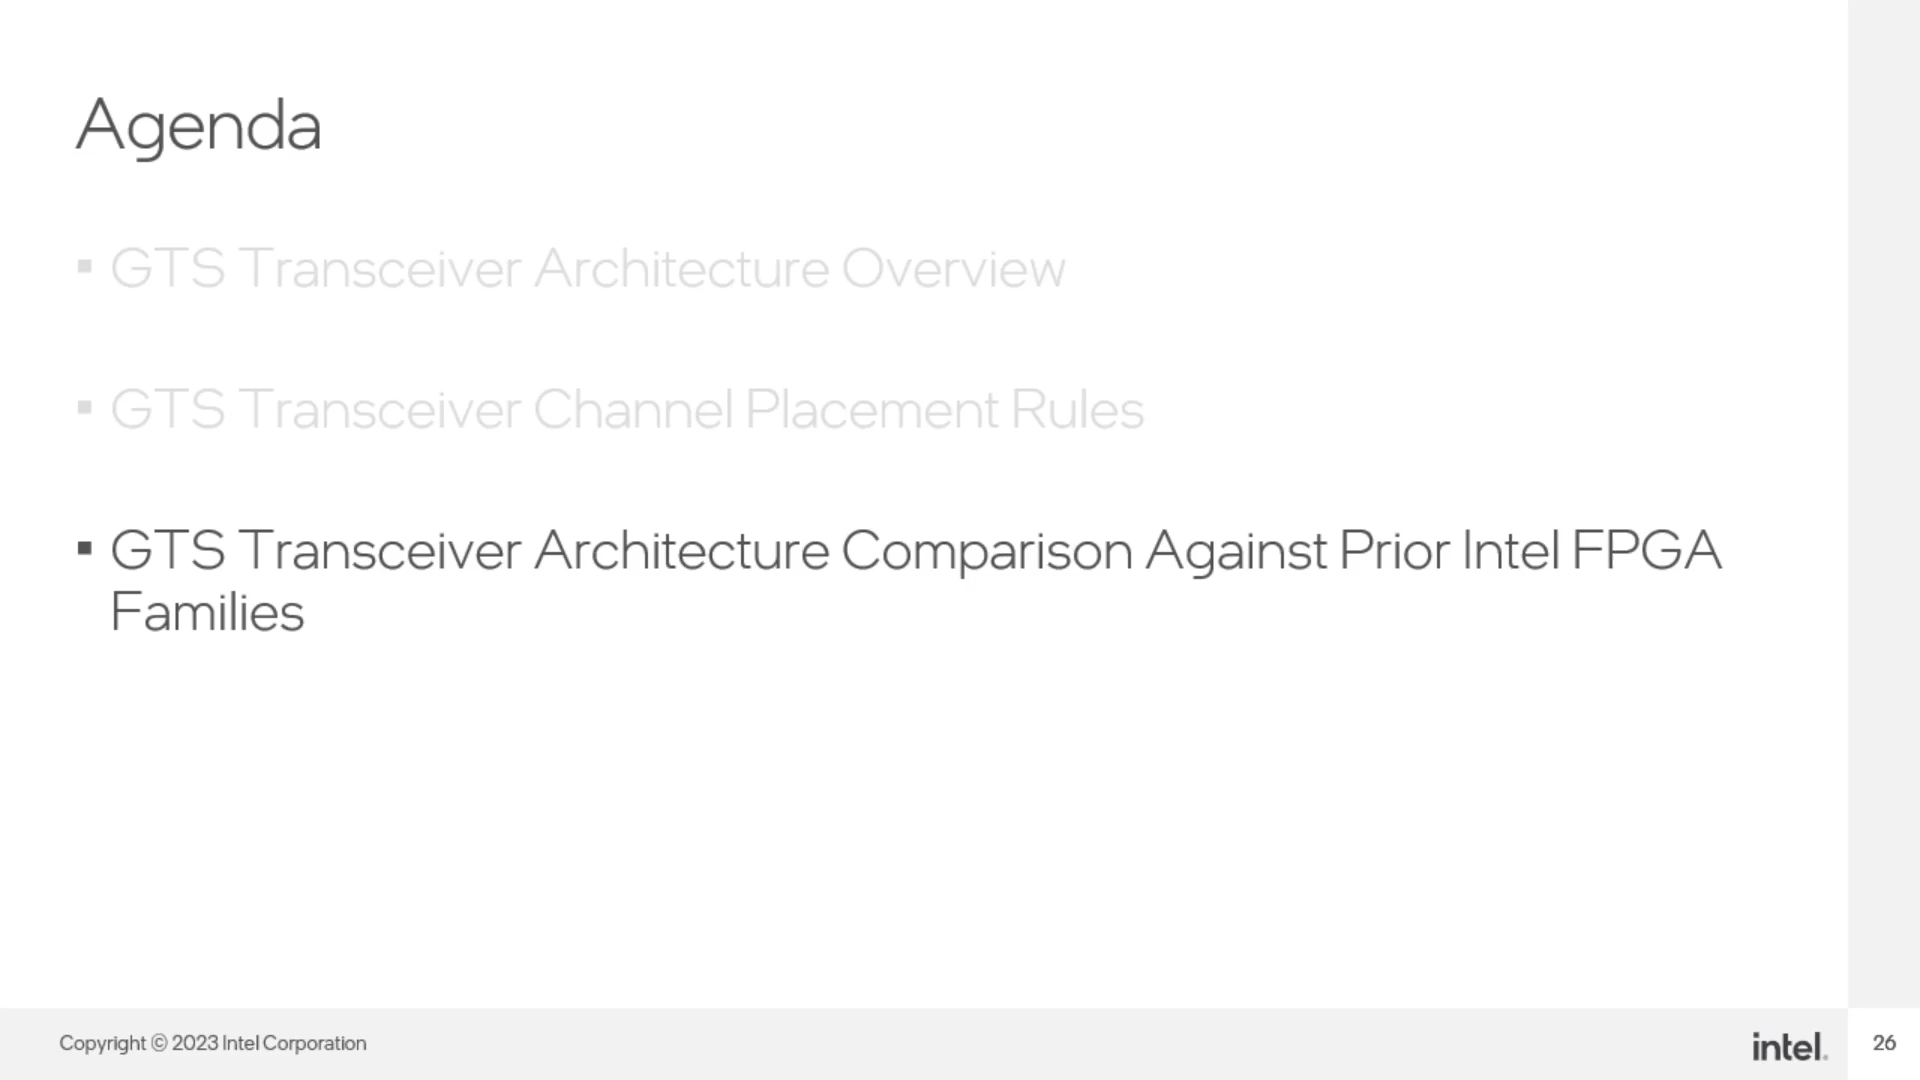 Agenda
▪ GTS Transceiver Architecture Overview
▪ GTS Transceiver Channel Placement Rules
▪ GTS Transceiver Architecture Comparison Against Prior Intel FPGA
Families
Copyright © 2023 Intel Corporation
intel.
26